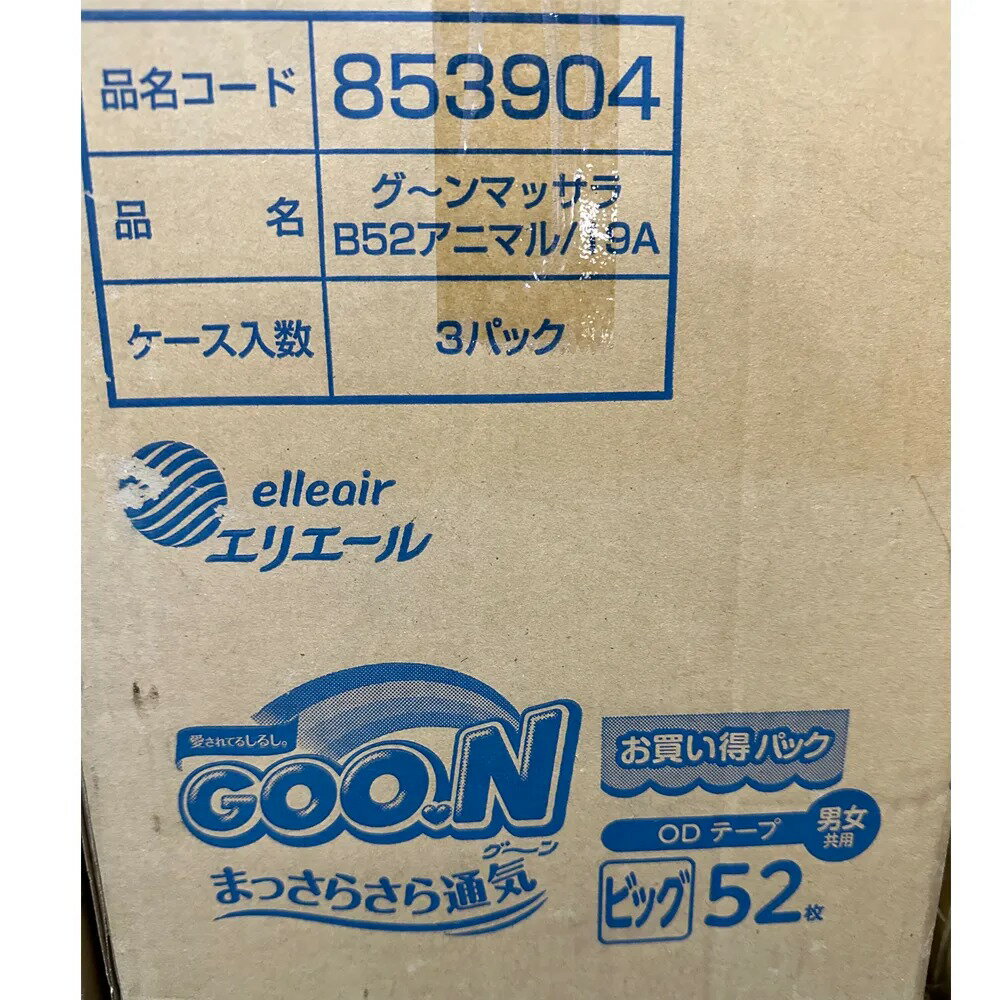 品名コード 853904
品名 グ〜ンマッサラ
B52アニマル/19A
ケース入数 3パック
elleair
エリエール
愛されてるしるし。
GOO.N
グ〜ン
まっさらさら通気
お買い得パック
ODテープ 男女共用
ビッグ 52枚